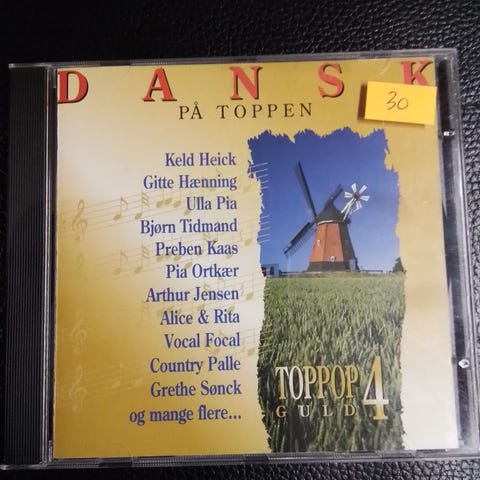 DANSK
PÅ TOPPEN
30
Keld Heick
Gitte Hænning
Ulla Pia
Bjørn Tidmand
Preben Kaas
Pia Ortkær
Arthur Jensen
Alice & Rita
Vocal Focal
Country Palle
Grethe Sønck
og mange flere...
TOPPOP 4
GULD